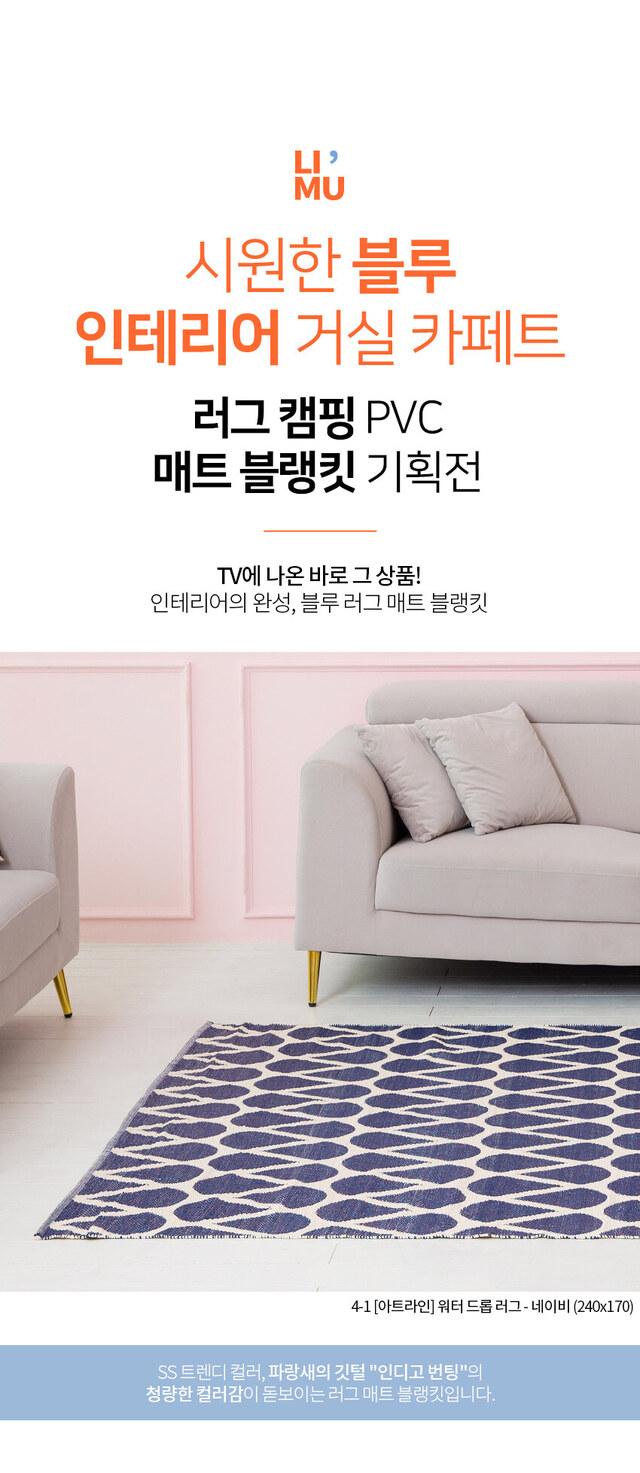 LI’
MU
시원한 블루
인테리어 거실 카페트
러그 캠핑 PVC
매트 블랭킷 기획전
TV에 나온 바로 그 상품!
인테리어의 완성, 블루 러그 매트 블랭킷
4-1 [아트라인] 워터 드롭 러그 - 네이비 (240x170)
SS 트렌디 컬러, 파랑새의 깃털 "인디고 번팅"의
청량한 컬러감이 돋보이는 러그 매트 블랭킷입니다.